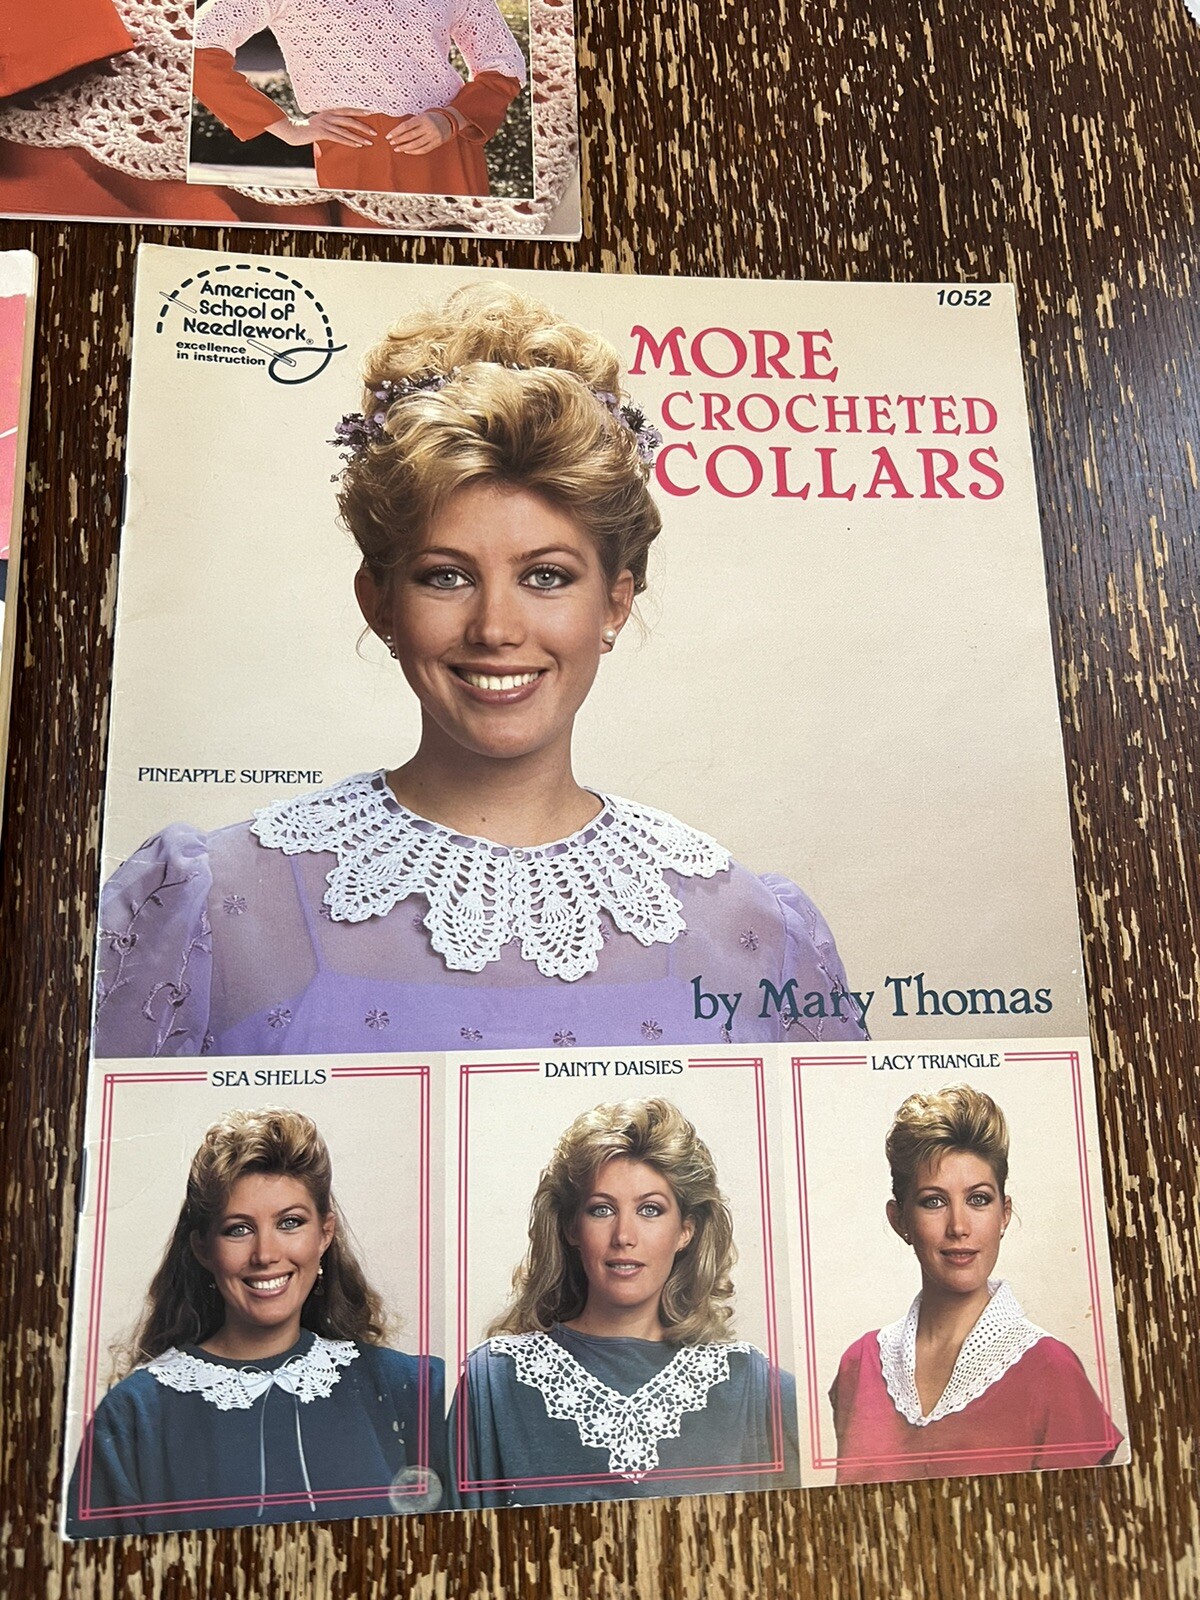 American
School of
Needlework®
excellence
in instruction
1052
MORE
CROCHETED
COLLARS
PINEAPPLE SUPREME
by Mary Thomas
SEA SHELLS
DAINTY DAISIES
LACY TRIANGLE